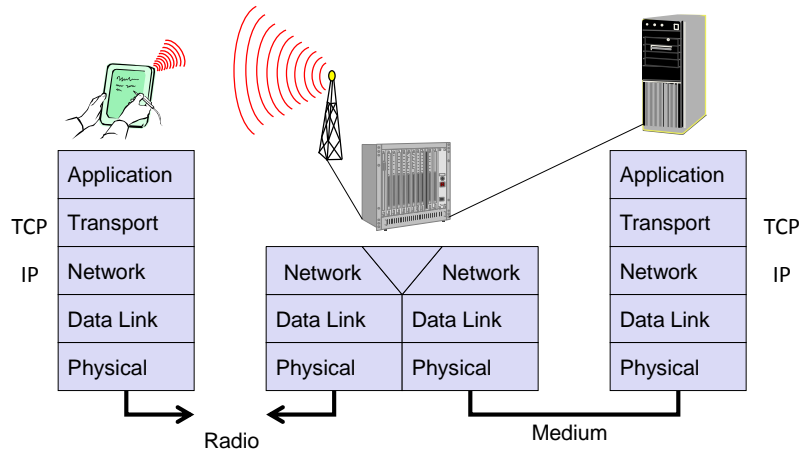 Application
Application
TCP
Transport
Transport
TCP
IP
Network
Network
Network
Network
IP
Data Link
Data Link
Data Link
Data Link
Physical
Physical
Physical
Physical
Radio
Medium